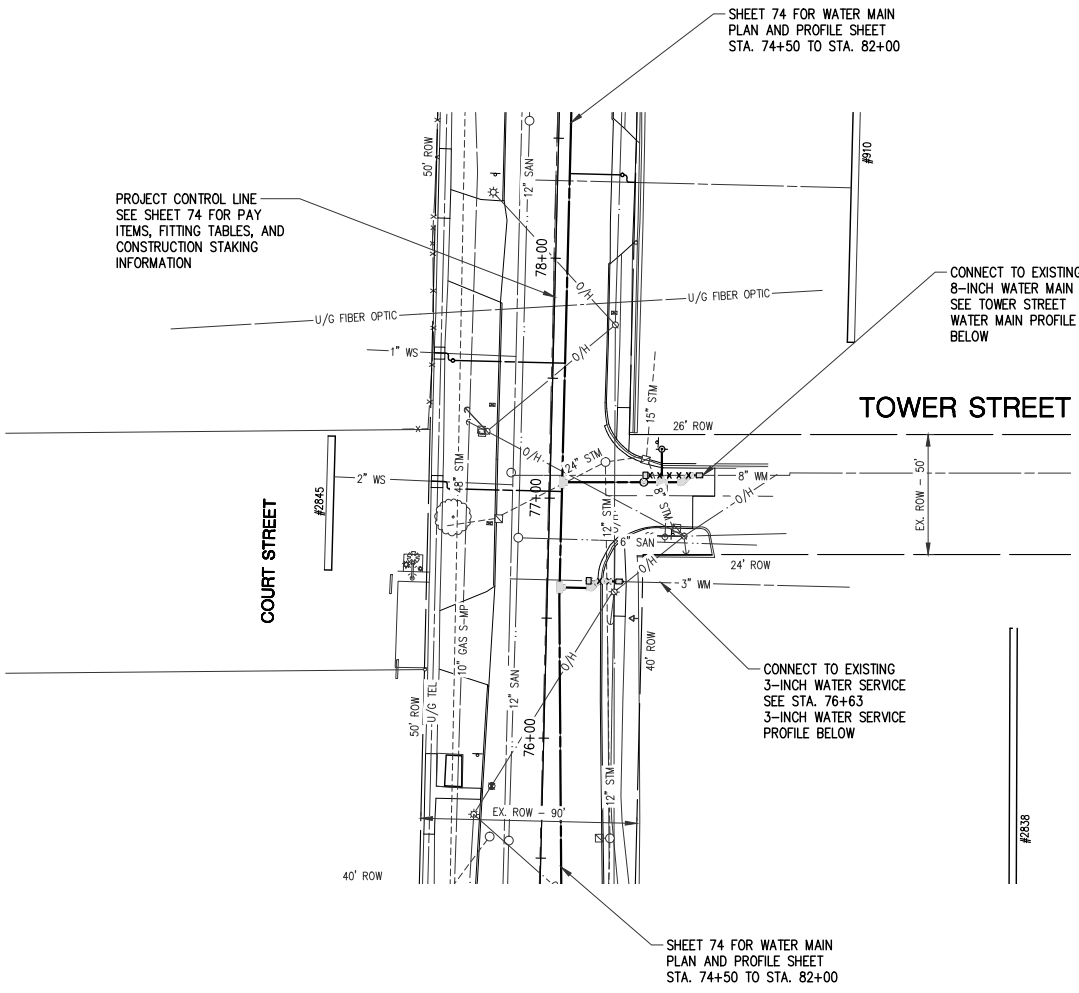 SHEET 74 FOR WATER MAIN
PLAN AND PROFILE SHEET
STA. 74+50 TO STA. 82+00
50' ROW
12" SAN
#910
PROJECT CONTROL LINE
SEE SHEET 74 FOR PAY
ITEMS, FITTING TABLES, AND
CONSTRUCTION STAKING
INFORMATION
78+00
O/H
CONNECT TO EXISTING
8-INCH WATER MAIN
SEE TOWER STREET
WATER MAIN PROFILE
BELOW
U/G FIBER OPTIC
U/G FIBER OPTIC
1" WS
O/H
TOWER STREET
15" STM
26' ROW
O/H
24" STM
48" STM
2" WS
8" WM
O/H
EX. ROW - 50'
#2845
77+00
8" STM
12" STM
COURT STREET
6" SAN
O/H
24' ROW
3" WM
10" GAS S-MP
O/H
40' ROW
CONNECT TO EXISTING
3-INCH WATER SERVICE
SEE STA. 76+63
3-INCH WATER SERVICE
PROFILE BELOW
50' ROW
U/G TEL
12" SAN
76+00
12" STM
EX. ROW - 90'
#2838
40' ROW
SHEET 74 FOR WATER MAIN
PLAN AND PROFILE SHEET
STA. 74+50 TO STA. 82+00